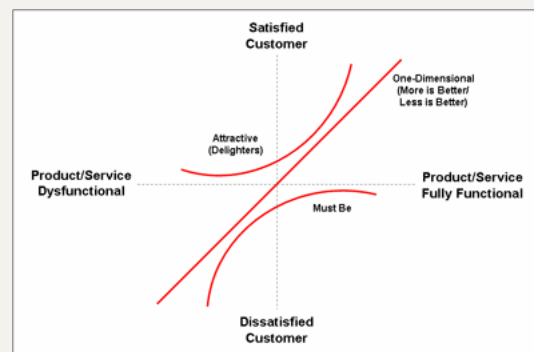 Satisfied
Customer
One-Dimensional
(More is Better/
Less is Better)
Attractive
(Delighters)
Product/Service
Dysfunctional
Product/Service
Fully Functional
Must Be
Dissatisfied
Customer